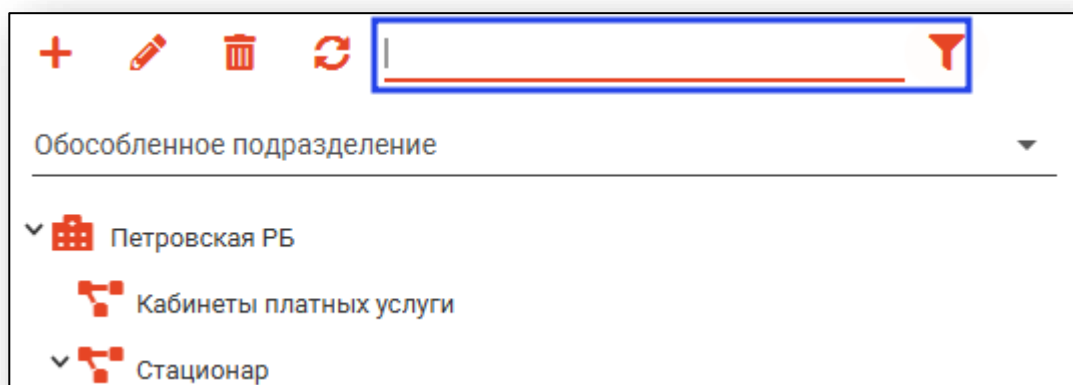 Обособленное подразделение
Петровская РБ
Кабинеты платных услуги
Стационар